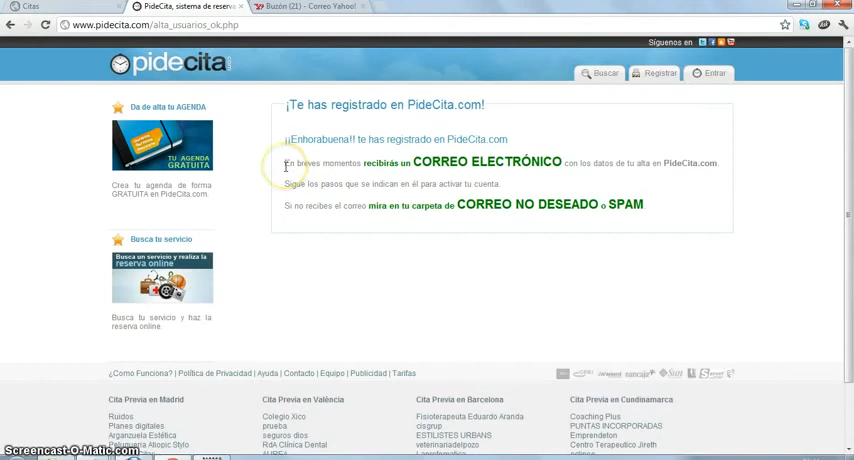 Citas
PideCita, sistema de reserva
Buzón (21) - Correo Yahoo!
www.pidecita.com/alta_usuarios_ok.php
Síguenos en
pidecita
Buscar
Registrar
Entrar
Da de alta tu AGENDA
TU AGENDA
GRATUITA
Crea tu agenda de forma
GRATUITA en PideCita.com.
Busca tu servicio
Busca un servicio y realiza la
reserva online
Busca tu servicio y haz la
reserva online.
¡Te has registrado en PideCita.com!
¡¡Enhorabuena!! te has registrado en PideCita.com
En breves momentos recibirás un CORREO ELECTRÓNICO con los datos de tu alta en PideCita.com.
Sigue los pasos que se indican en él para activar tu cuenta.
Si no recibes el correo mira en tu carpeta de CORREO NO DESEADO o SPAM
¿Como Funciona? | Política de Privacidad | Ayuda | Contacto | Equipo | Publicidad | Tarifas
Cita Previa en Madrid
Ruidos
Planes digitales
Arganzuela Estética
Peluqueria Atiopic Stylo
Cita Previa en València
Colegio Xico
prueba
seguros dios
RdA Clínica Dental
Cita Previa en Barcelona
Fisioterapeuta Eduardo Aranda
cisgrup
ESTILISTES URBANS
veterinariadelpozo
Cita Previa en Cundinamarca
Coaching Plus
PUNTAS INCORPORADAS
Emprendeton
Centro Terapeutico Jireth
Screencast-O-Matic.com